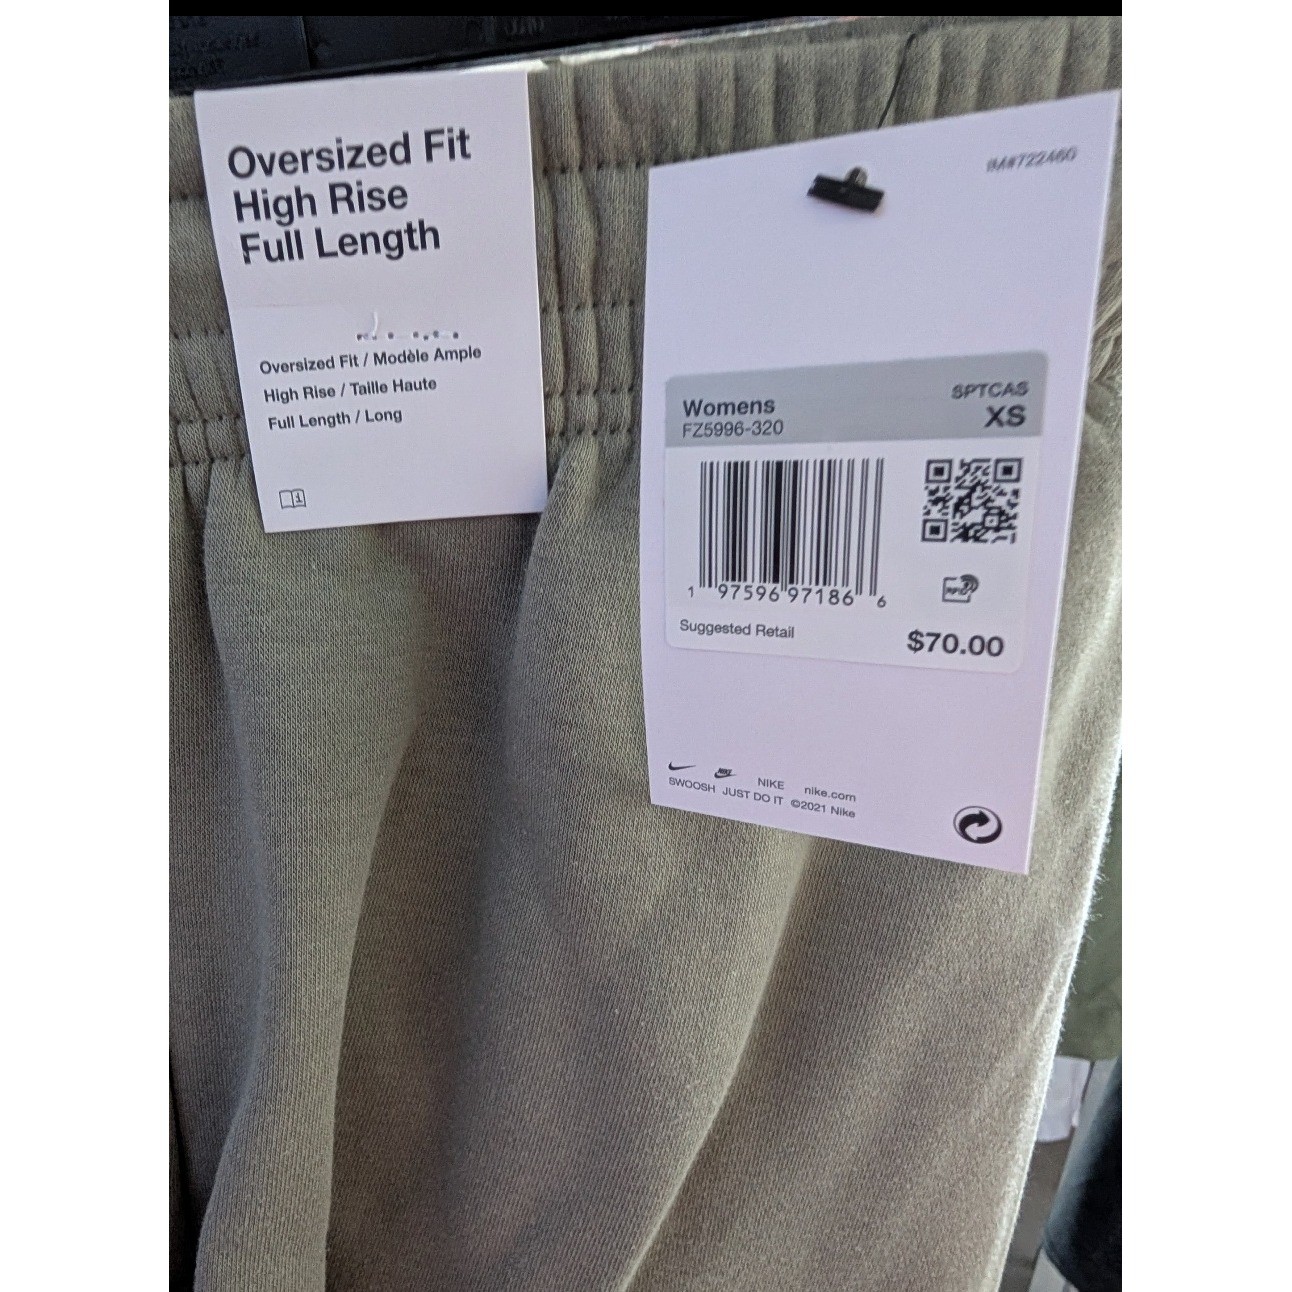 Oversized Fit
High Rise
Full Length
Oversized Fit / Modèle Ample
High Rise / Taille Haute
Full Length / Long
Womens
FZ5996-320
SPTCAS
XS
1 97596 97186 6
RFID
Suggested Retail
$70.00
NIKE
NIKE nike.com
SWOOSH JUST DO IT ©2021 Nike